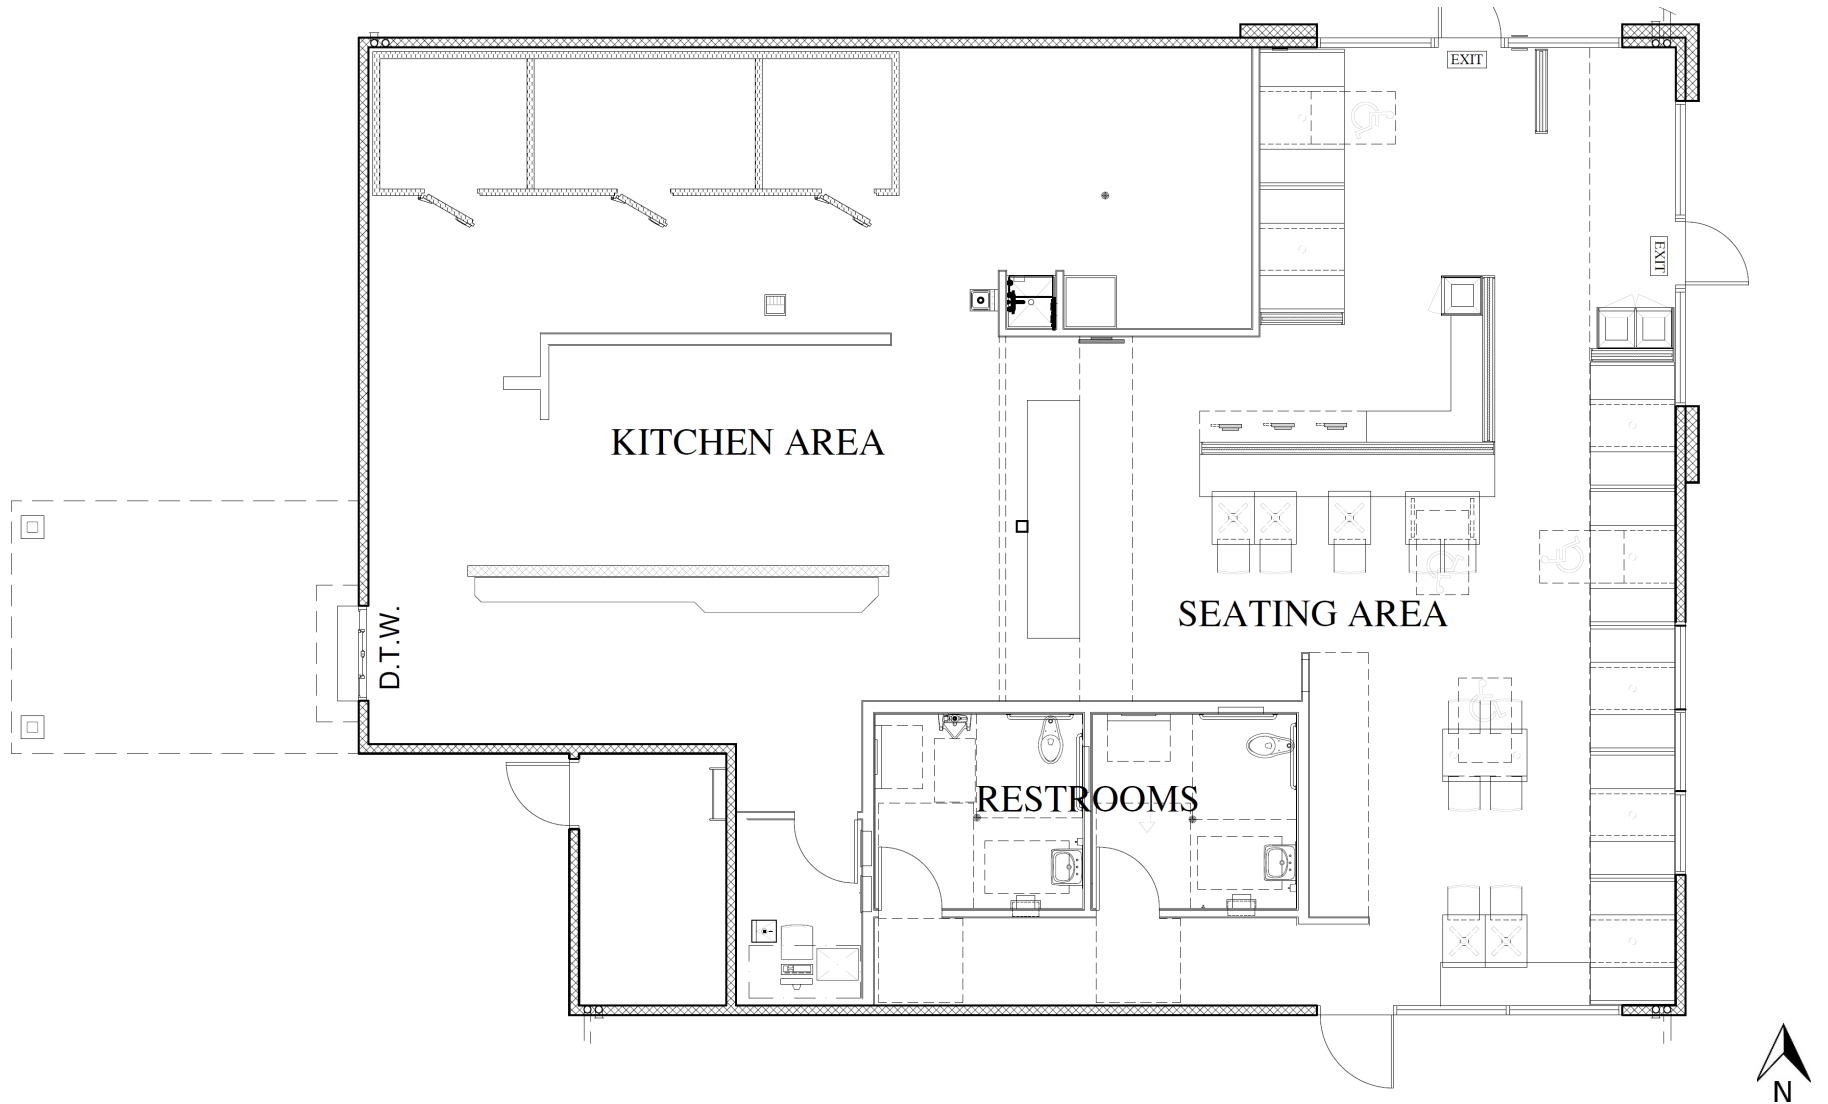 EXIT
EXIT
KITCHEN AREA
D.T.W.
SEATING AREA
RESTROOMS
N